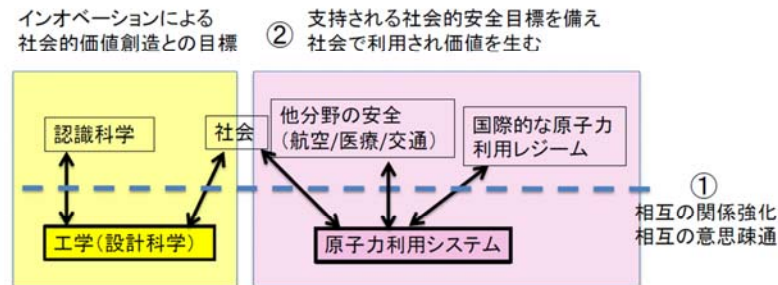 インオベーションによる
社会的価値創造との目標
② 支持される社会的安全目標を備え
社会で利用され価値を生む
認識科学
社会
他分野の安全
(航空/医療/交通)
国際的な原子力
利用レジーム
①
相互の関係強化
相互の意思疎通
工学(設計科学)
原子力利用システム